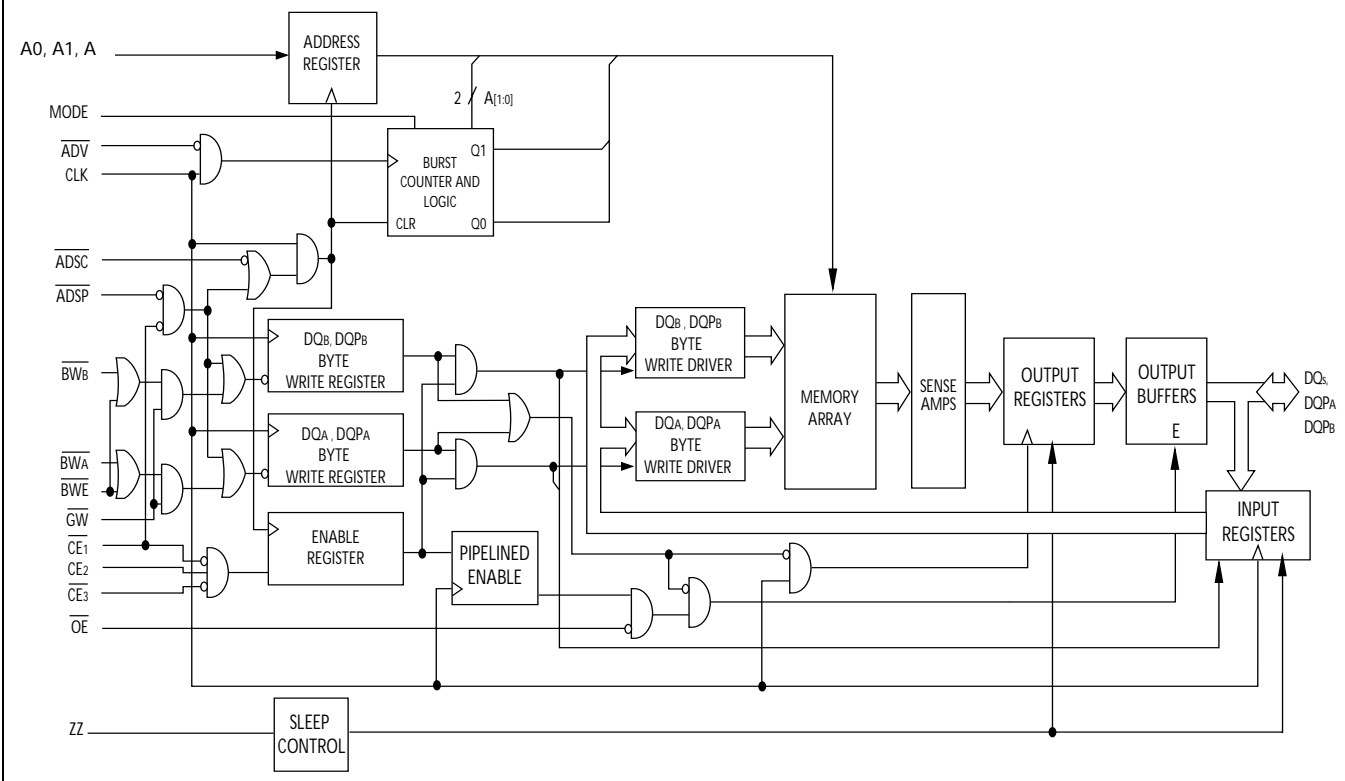 A0, A1, A
ADDRESS
REGISTER
MODE
2
A[1:0]
ADV
CLK
BURST
COUNTER AND
LOGIC
Q1
CLR
Q0
ADSC
ADSP
DQB, DQPB
BYTE
WRITE REGISTER
DQB, DQPB
BYTE
WRITE DRIVER
BWB
MEMORY
ARRAY
SENSE
AMPS
OUTPUT
REGISTERS
OUTPUT
BUFFERS
E
DQs,
DQPA
DQPB
DQA, DQPA
BYTE
WRITE REGISTER
DQA, DQPA
BYTE
WRITE DRIVER
BWA
BWE
GW
INPUT
REGISTERS
CE1
CE2
CE3
ENABLE
REGISTER
PIPELINED
ENABLE
OE
ZZ
SLEEP
CONTROL